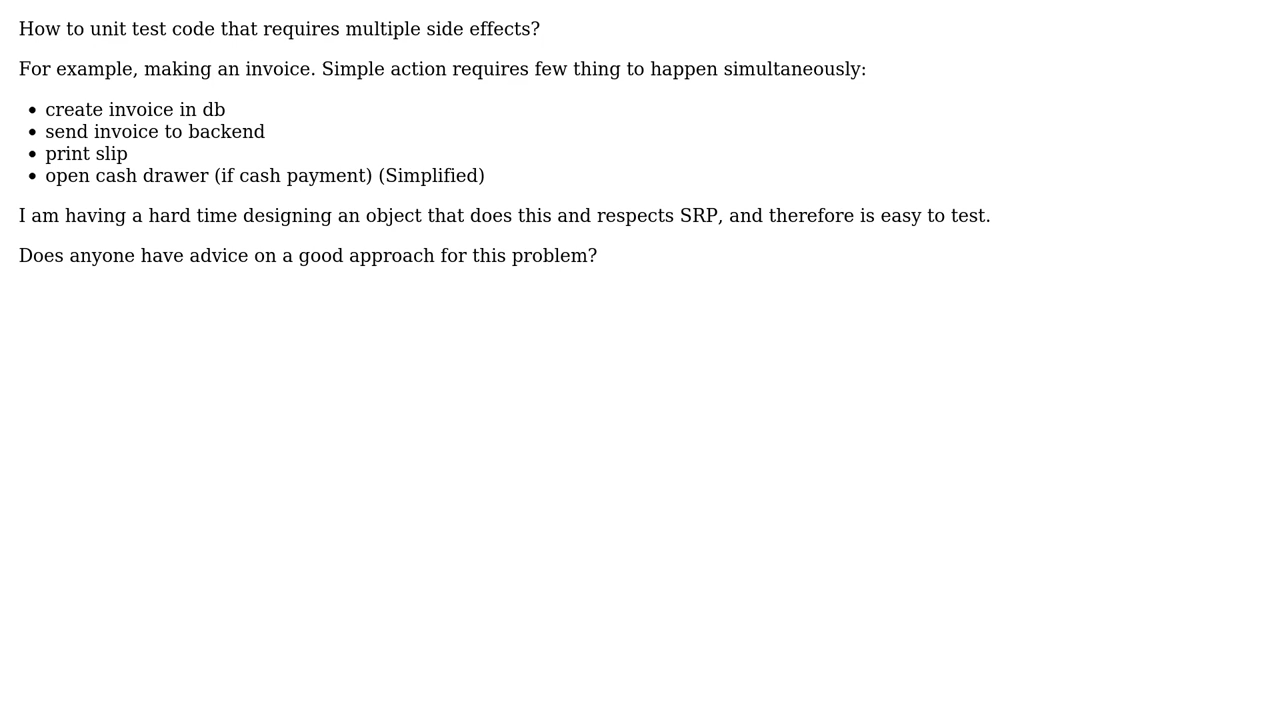 How to unit test code that requires multiple side effects?
For example, making an invoice. Simple action requires few thing to happen simultaneously:
• create invoice in db
• send invoice to backend
• print slip
• open cash drawer (if cash payment) (Simplified)
I am having a hard time designing an object that does this and respects SRP, and therefore is easy to test.
Does anyone have advice on a good approach for this problem?